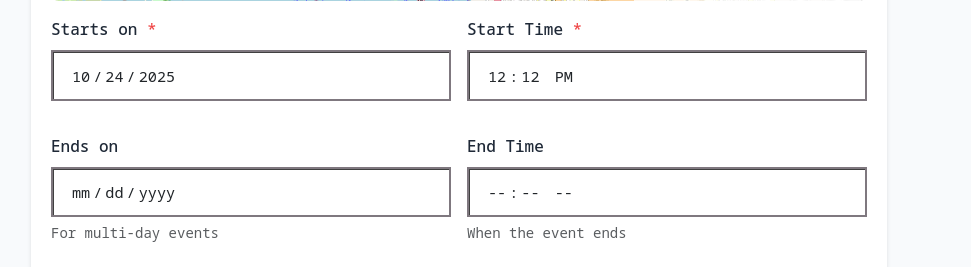 Starts on * Start Time *
10/24/2025 12:12 PM
Ends on End Time
mm/dd/yyyy --:-- --
For multi-day events When the event ends